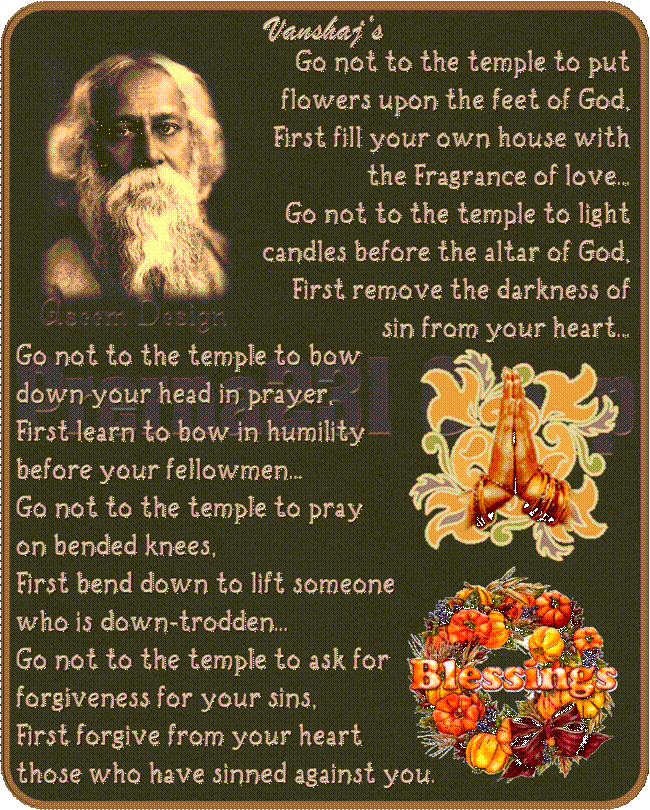 Vanshaj's
Go not to the temple to put
flowers upon the feet of God,
First fill your own house with
the Fragrance of love...
Go not to the temple to light
candles before the altar of God,
First remove the darkness of
sin from your heart...
Aseem Design
Go not to the temple to bow
down your head in prayer,
First learn to bow in humility
before your fellowmen...
Go not to the temple to pray
on bended knees,
First bend down to lift someone
who is down-trodden...
Go not to the temple to ask for
forgiveness for your sins,
First forgive from your heart
those who have sinned against you.
Blessings